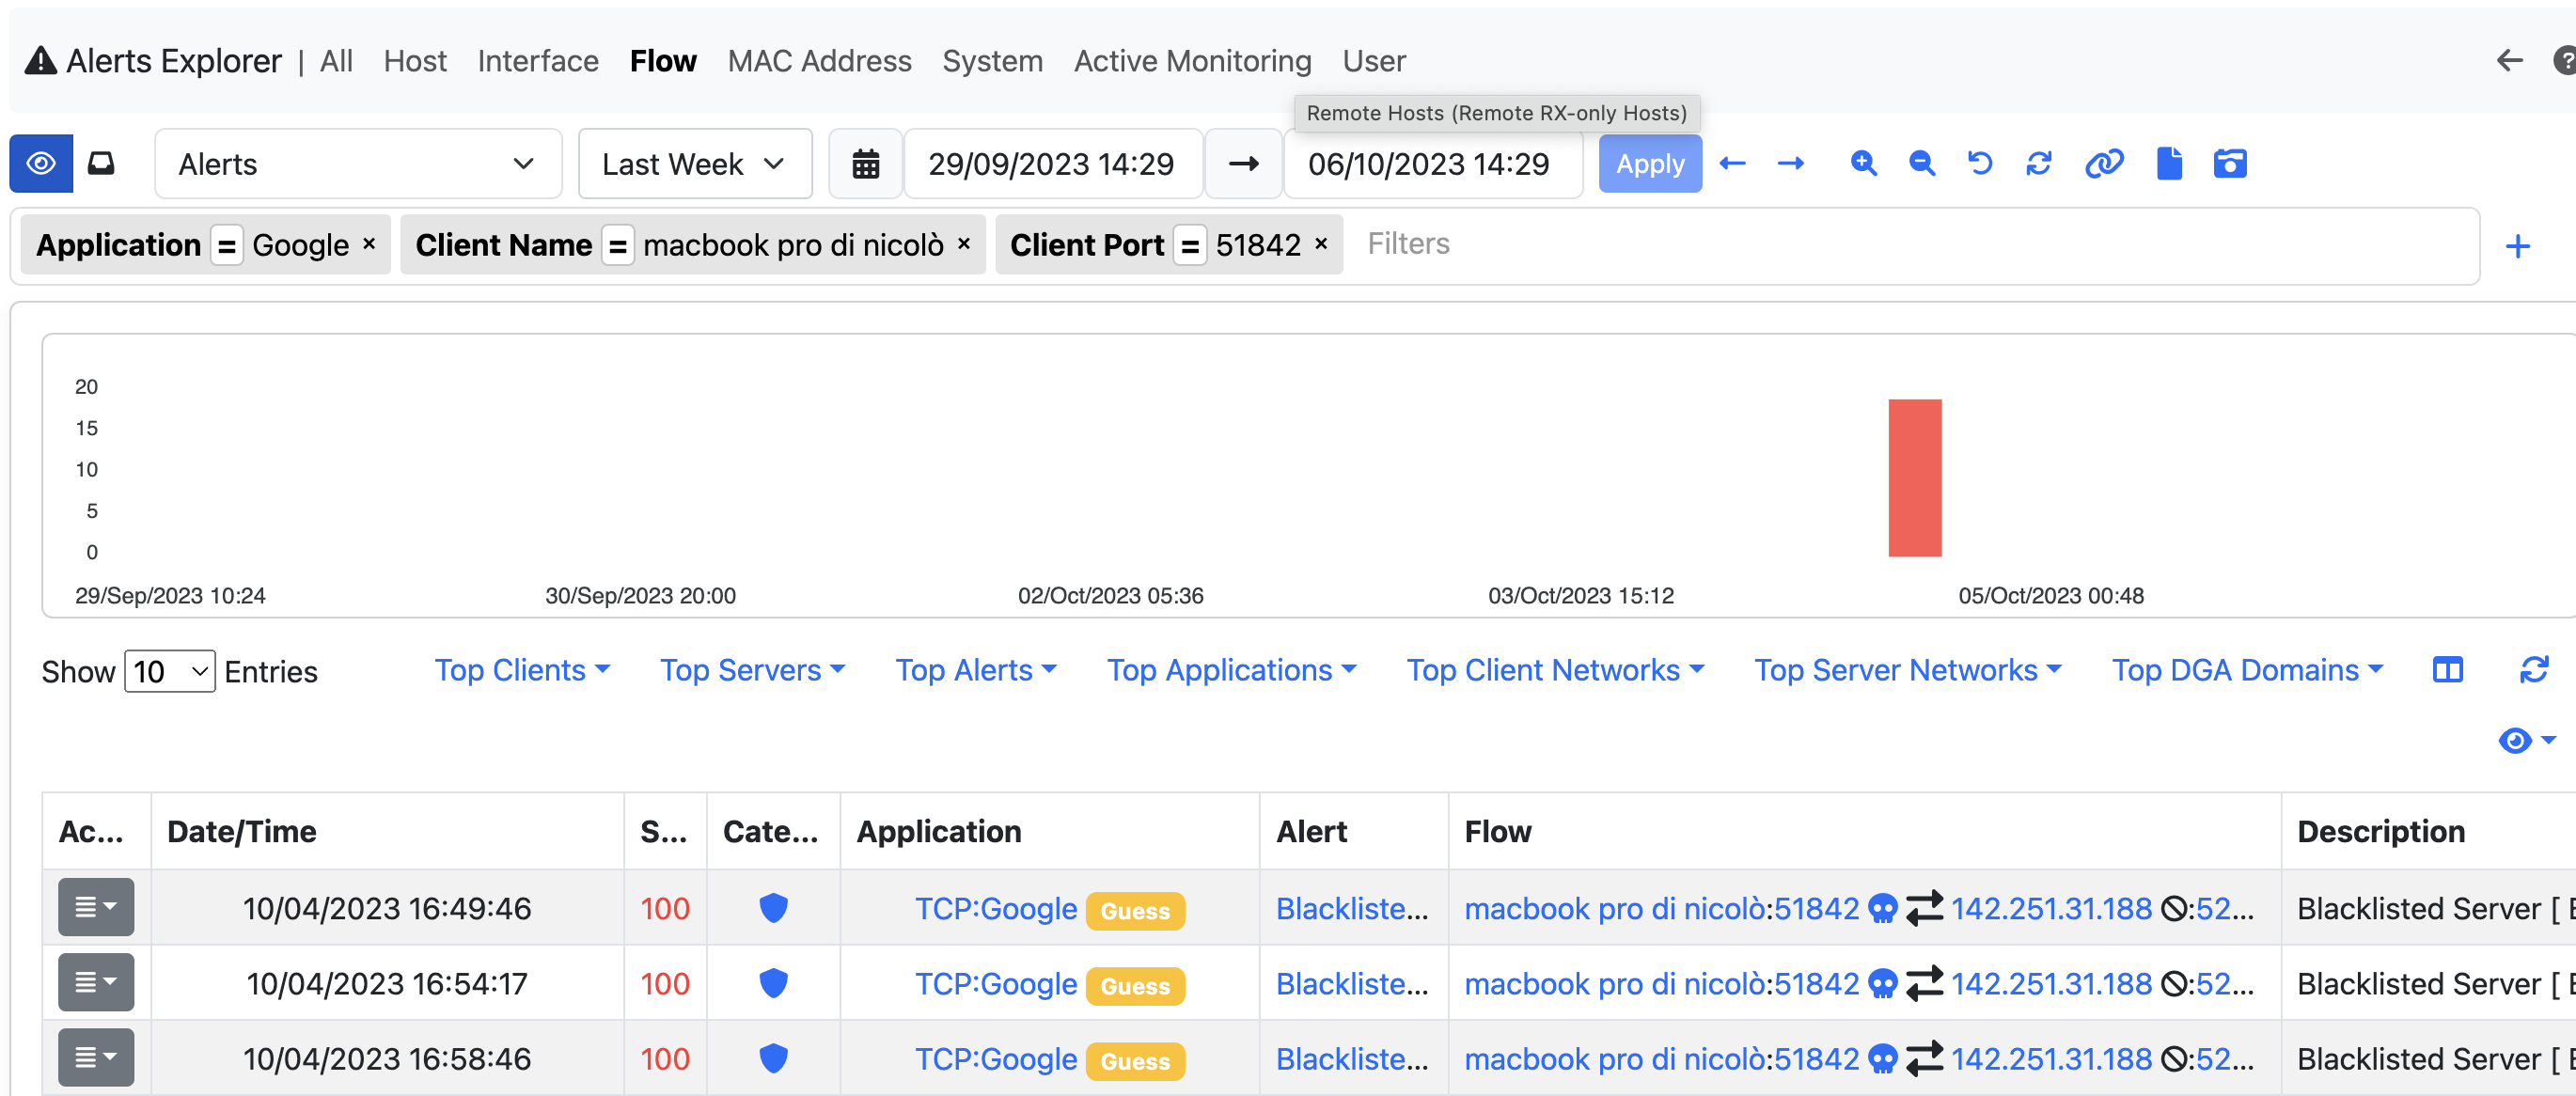 Alerts Explorer | All Host Interface Flow MAC Address System Active Monitoring User
Remote Hosts (Remote RX-only Hosts)
Alerts Last Week 29/09/2023 14:29 06/10/2023 14:29 Apply
Application = Google × Client Name = macbook pro di nicolò × Client Port = 51842 × Filters
20
15
10
5
0
29/Sep/2023 10:24 30/Sep/2023 20:00 02/Oct/2023 05:36 03/Oct/2023 15:12 05/Oct/2023 00:48
Show 10 Entries Top Clients Top Servers Top Alerts Top Applications Top Client Networks Top Server Networks Top DGA Domains
Ac... Date/Time S... Cate... Application Alert Flow Description
10/04/2023 16:49:46 100 TCP:Google Guess Blackliste... macbook pro di nicolò:51842 142.251.31.188 :52... Blacklisted Server [
10/04/2023 16:54:17 100 TCP:Google Guess Blackliste... macbook pro di nicolò:51842 142.251.31.188 :52... Blacklisted Server [
10/04/2023 16:58:46 100 TCP:Google Guess Blackliste... macbook pro di nicolò:51842 142.251.31.188 :52... Blacklisted Server [